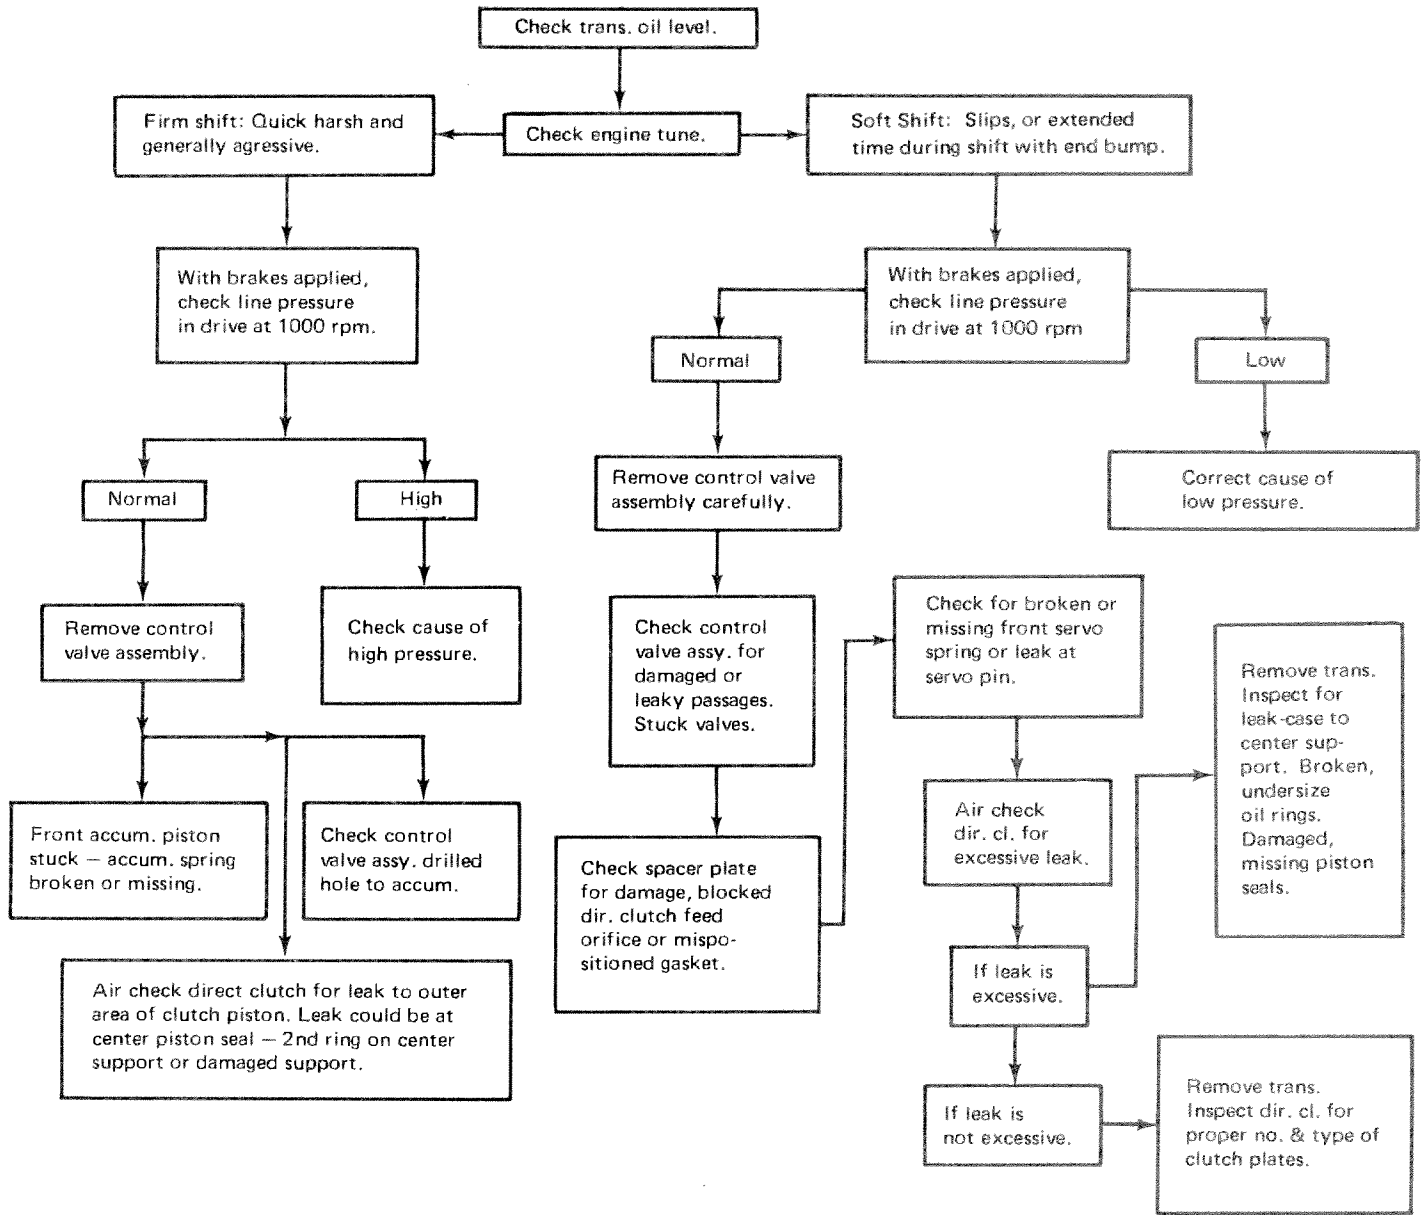 Check trans. oil level.
Check engine tune.
Firm shift: Quick harsh and
generally agressive.
With brakes applied,
check line pressure
in drive at 1000 rpm.
Normal
High
Remove control
valve assembly.
Check cause of
high pressure.
Front accum. piston
stuck — accum. spring
broken or missing.
Check control
valve assy. drilled
hole to accum.
Air check direct clutch for leak to outer
area of clutch piston. Leak could be at
center piston seal — 2nd ring on center
support or damaged support.
Soft Shift: Slips, or extended
time during shift with end bump.
With brakes applied,
check line pressure
in drive at 1000 rpm
Normal
Low
Remove control valve
assembly carefully.
Correct cause of
low pressure.
Check control
valve assy. for
damaged or
leaky passages.
Stuck valves.
Check spacer plate
for damage, blocked
dir. clutch feed
orifice or mispo-
sitioned gasket.
Check for broken or
missing front servo
spring or leak at
servo pin.
Air check
dir. cl. for
excessive leak.
If leak is
excessive.
Remove trans.
Inspect for
leak-case to
center sup-
port. Broken,
undersize
oil rings.
Damaged,
missing piston
seals.
If leak is
not excessive.
Remove trans.
Inspect dir. cl. for
proper no. & type of
clutch plates.